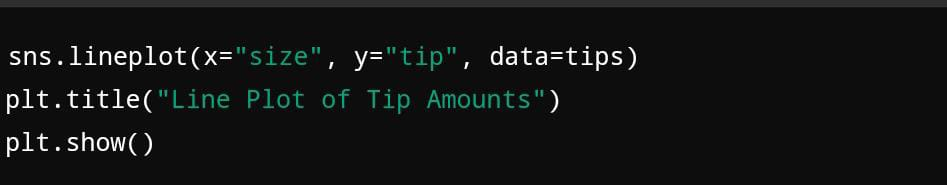 sns.lineplot(x="size", y="tip", data=tips)
plt.title("Line Plot of Tip Amounts")
plt.show()